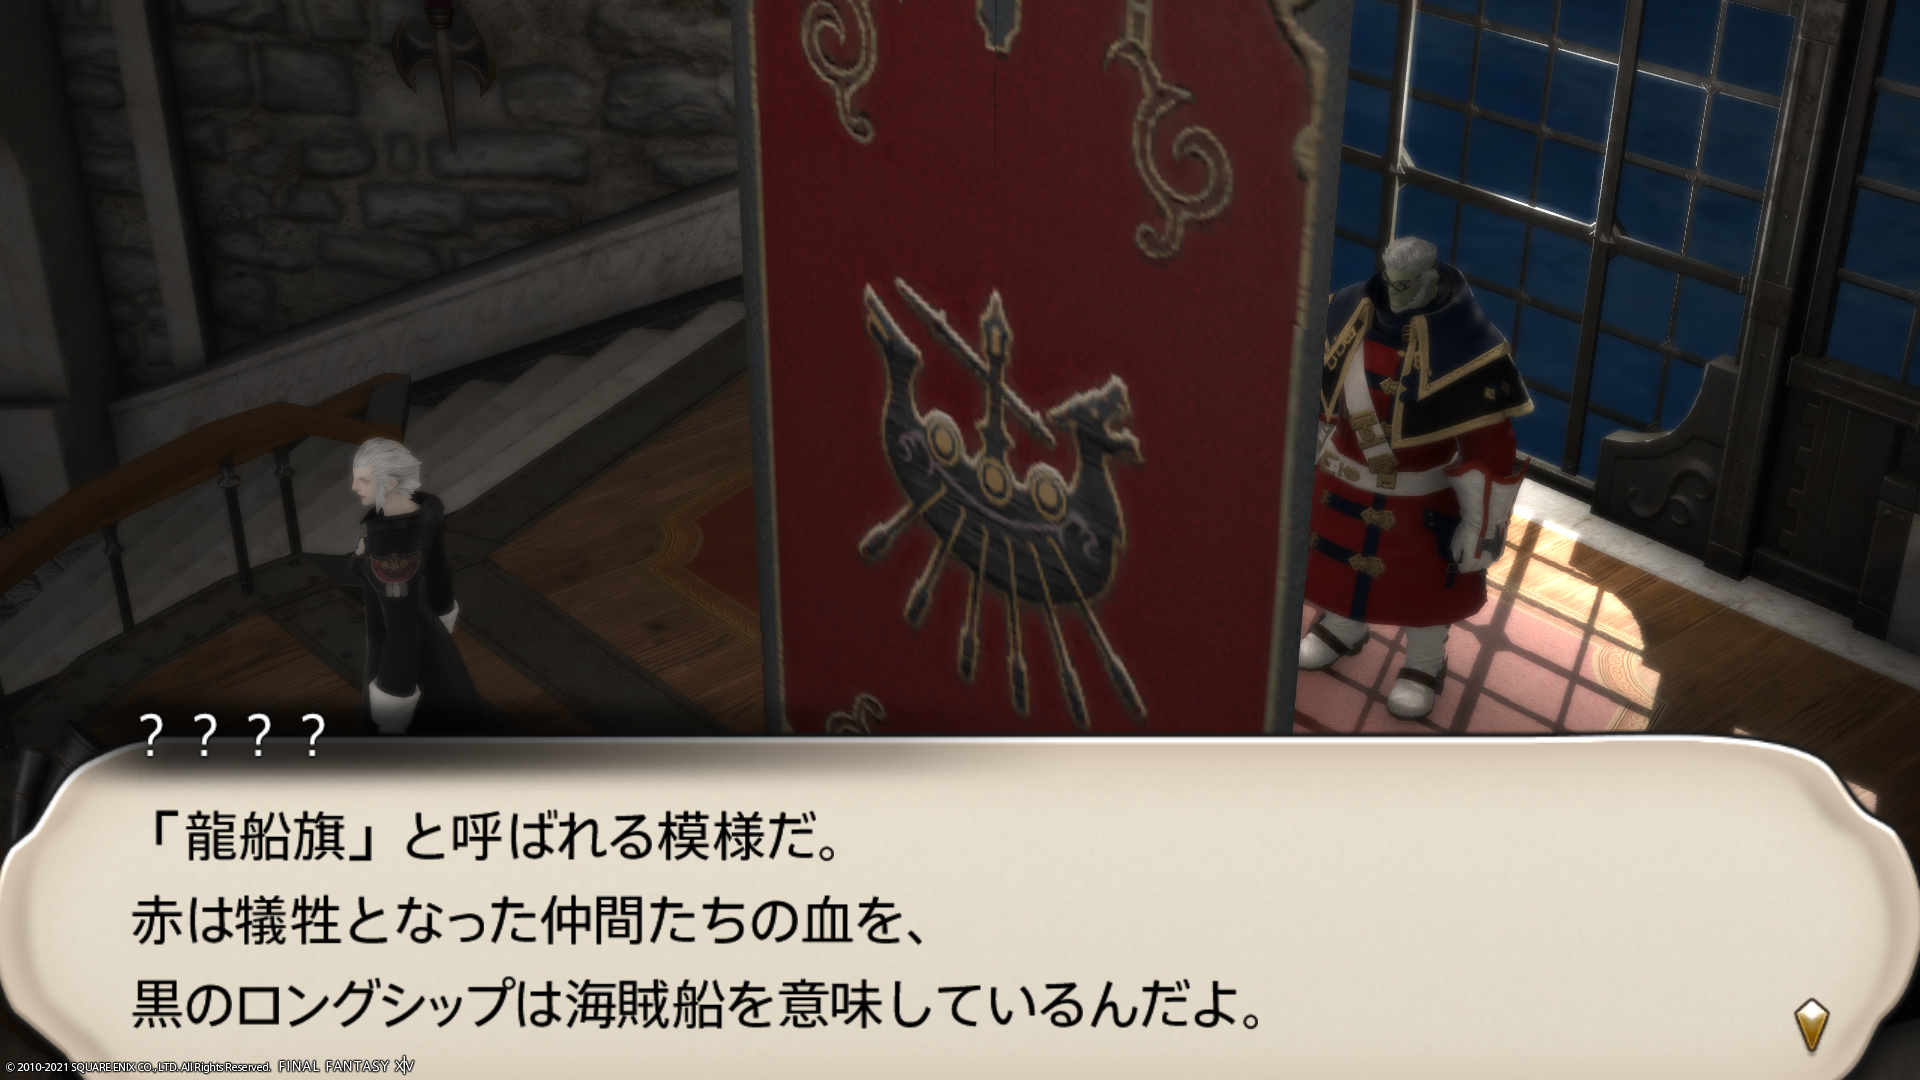 ????
「龍船旗」と呼ばれる模様だ。
赤は犠牲となった仲間たちの血を、
黒のロングシップは海賊船を意味しているんだよ。
© 2010-2021 SQUARE ENIX CO., LTD. All Rights Reserved. FINAL FANTASY XIV